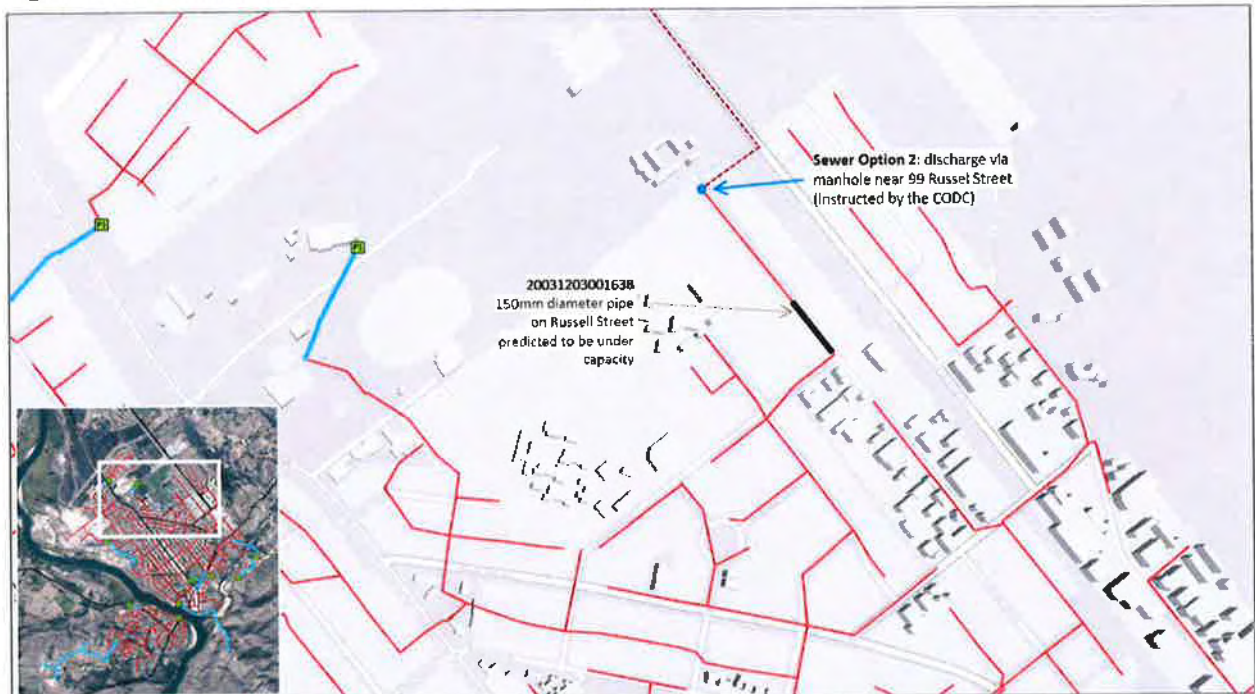 Sewer Option 2: discharge via
manhole near 99 Russel Street
(Instructed by the CODC)
20031203001638
150mm diameter pipe
on Russell Street
predicted to be under
capacity